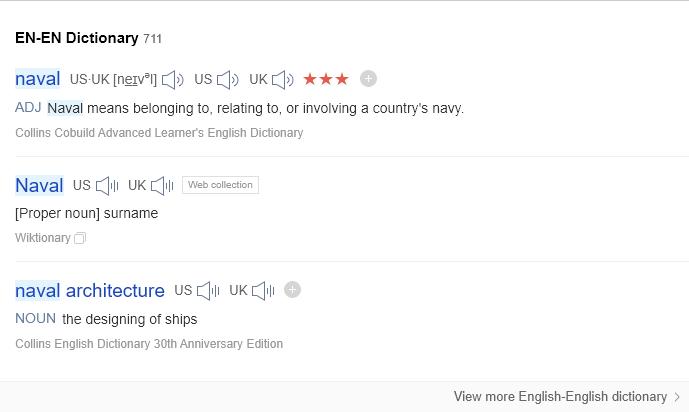 EN-EN Dictionary 711
naval US·UK [neɪvᵊl] US UK ★★★
ADJ Naval means belonging to, relating to, or involving a country's navy.
Collins Cobuild Advanced Learner's English Dictionary
Naval US UK Web collection
[Proper noun] surname
Wiktionary
naval architecture US UK
NOUN the designing of ships
Collins English Dictionary 30th Anniversary Edition
View more English-English dictionary